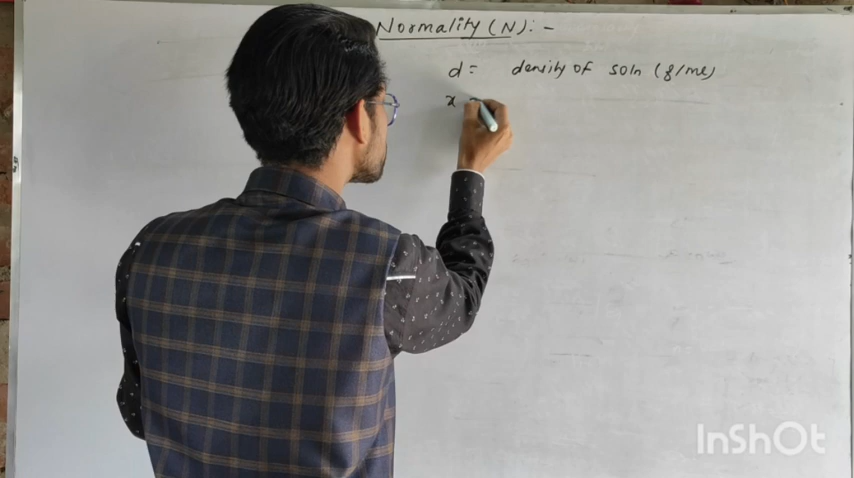 Normality (N): -
d = density of soln (g/ml)
x =
InShOt